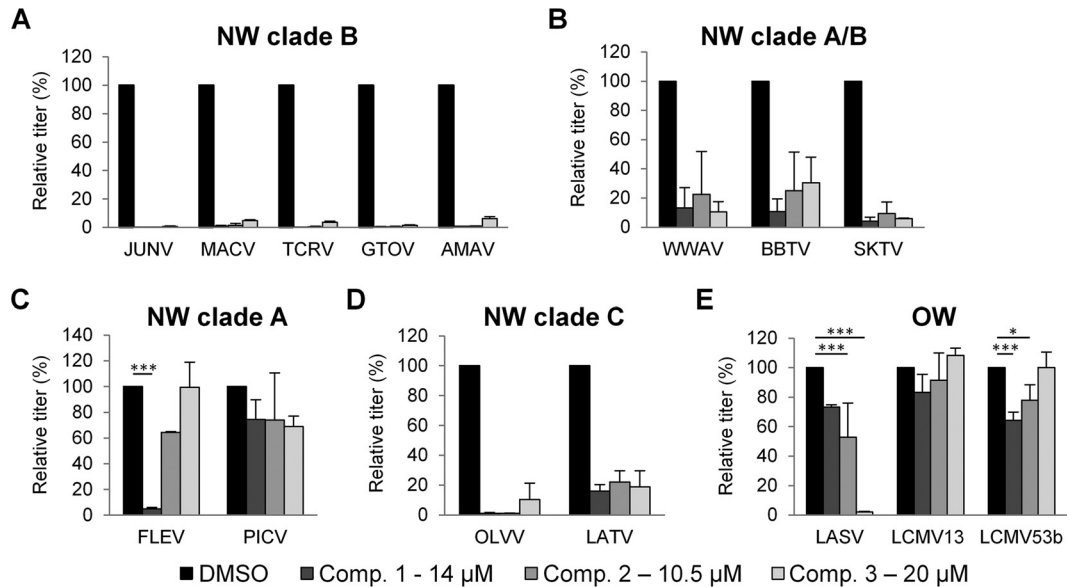 A
NW clade B
Relative titer (%)
120
100
80
60
40
20
0
JUNV MACV TCRV GTOV AMAV
B
NW clade A/B
Relative titer (%)
120
100
80
60
40
20
0
WWAV BBTV SKTV
C
NW clade A
Relative titer (%)
140
120
100
80
60
40
20
0
***
FLEV PICV
D
NW clade C
Relative titer (%)
120
100
80
60
40
20
0
OLVV LATV
E
OW
Relative titer (%)
120
100
80
60
40
20
0
***
***
*
***
LASV LCMV13 LCMV53b
DMSO Comp. 1 - 14 µM Comp. 2 – 10.5 µM Comp. 3 – 20 µM